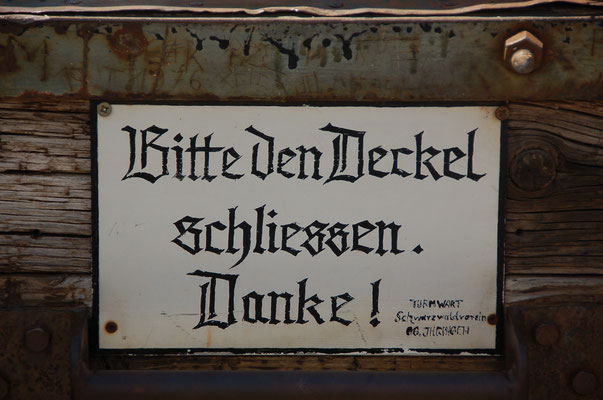 Bitte den Deckel
schliessen.
Danke!
TURMWART
Schwarzwaldverein
OG. IHRINGEN